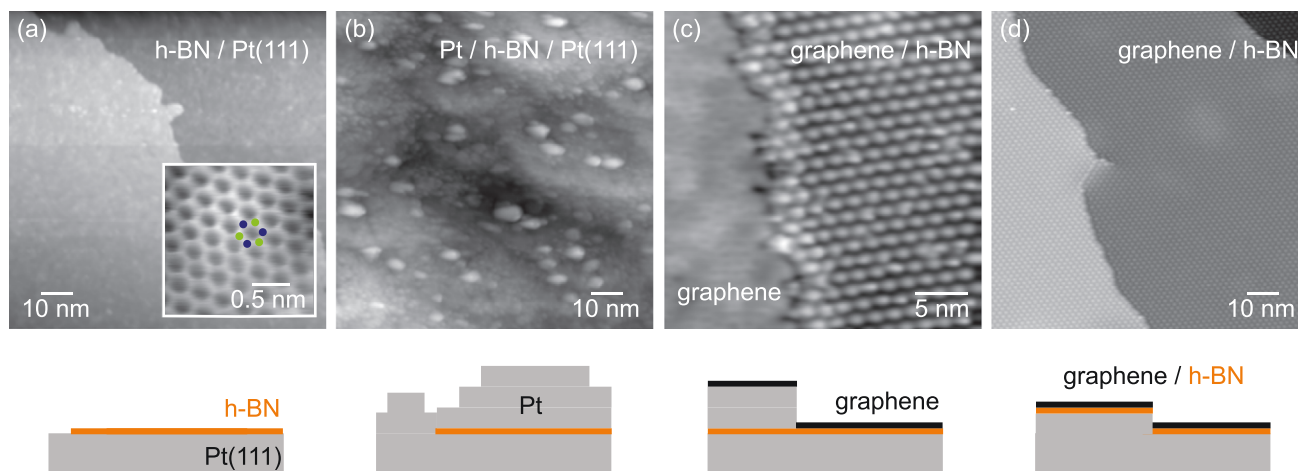 (a)
h-BN / Pt(111)
0.5 nm
10 nm
(b)
Pt / h-BN / Pt(111)
10 nm
(c)
graphene / h-BN
graphene
5 nm
(d)
graphene / h-BN
10 nm
h-BN
Pt(111)
Pt
graphene
graphene / h-BN